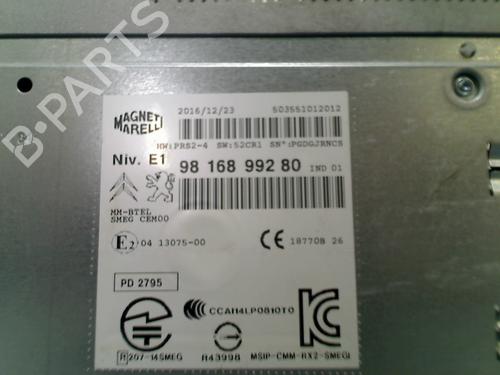 B-PARTS
MAGNETI MARELLI
2016/12/23 503551012012
HW:PRS2-4 SW:52CR1 SN°:PGDGJRNCS
Niv. E1 98 168 992 80 IND 01
MM-BTEL
SMEG CEM00
E2 04 13075-00 CE 18770B 26
PD 2795
CCAH14LP0810T0
R 207-14SMEG R43998 MSIP-CMM-RX2-SMEGI